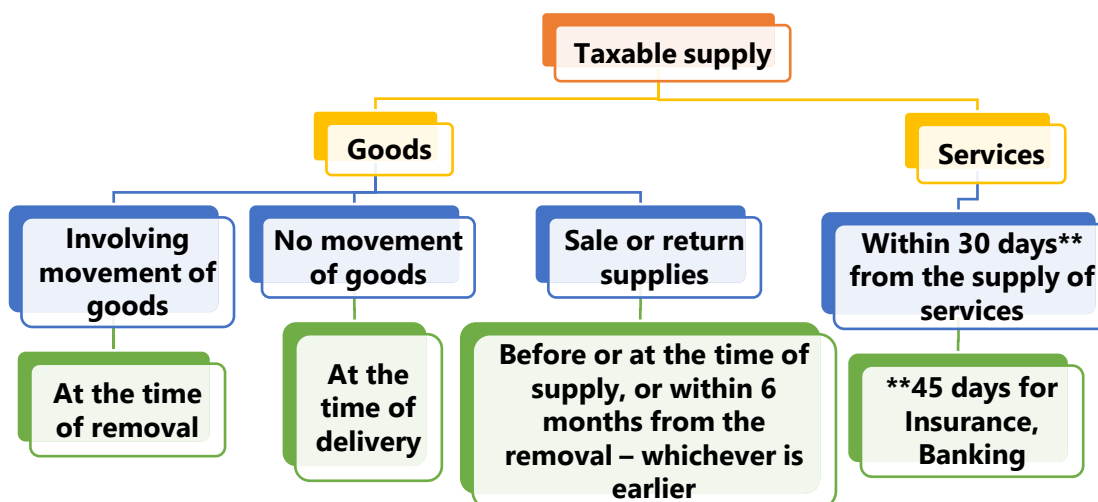 Taxable supply
Goods
Services
Involving
movement of
goods
No movement
of goods
Sale or return
supplies
Within 30 days**
from the supply of
services
At the time
of removal
At the
time of
delivery
Before or at the time of
supply, or within 6
months from the
removal – whichever is
earlier
**45 days for
Insurance,
Banking